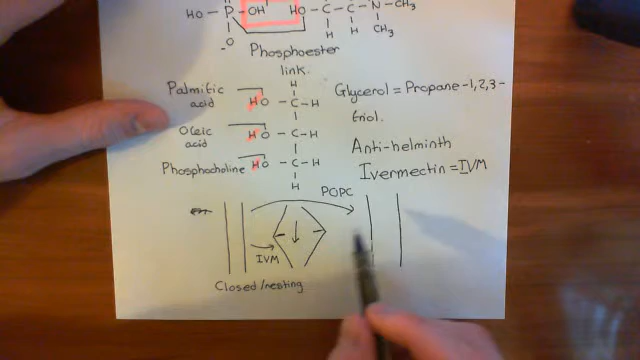 HO - P - OH HO - C - C - N - CH₃
H H CH₃
-O
Phosphoester
link.
H
Palmitic
acid
HO - C - H
Oleic
acid
HO - C - H
Phosphocholine
HO - C - H
H
Glycerol = Propane-1,2,3-
triol.
Anti-helminth
Ivermectin = IVM
POPC
IVM
Closed/resting